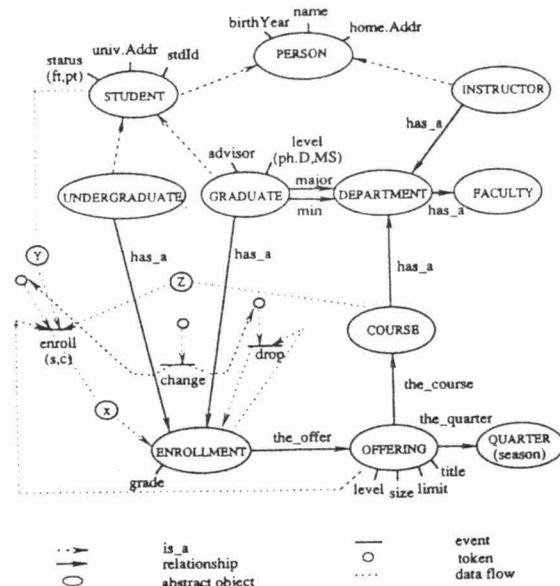 name
birthYear
home.Addr
univ.Addr
stdId
status
(ft,pt)
PERSON
STUDENT
INSTRUCTOR
has_a
level
(ph.D,MS)
advisor
major
min
UNDERGRADUATE
GRADUATE
DEPARTMENT
FACULTY
has_a
has_a
has_a
has_a
Y
Z
COURSE
enroll
(s,c)
drop
change
the_course
x
the_quarter
the_offer
ENROLLMENT
OFFERING
QUARTER
(season)
grade
title
level
size
limit
is_a
event
relationship
token
abstract object
data flow